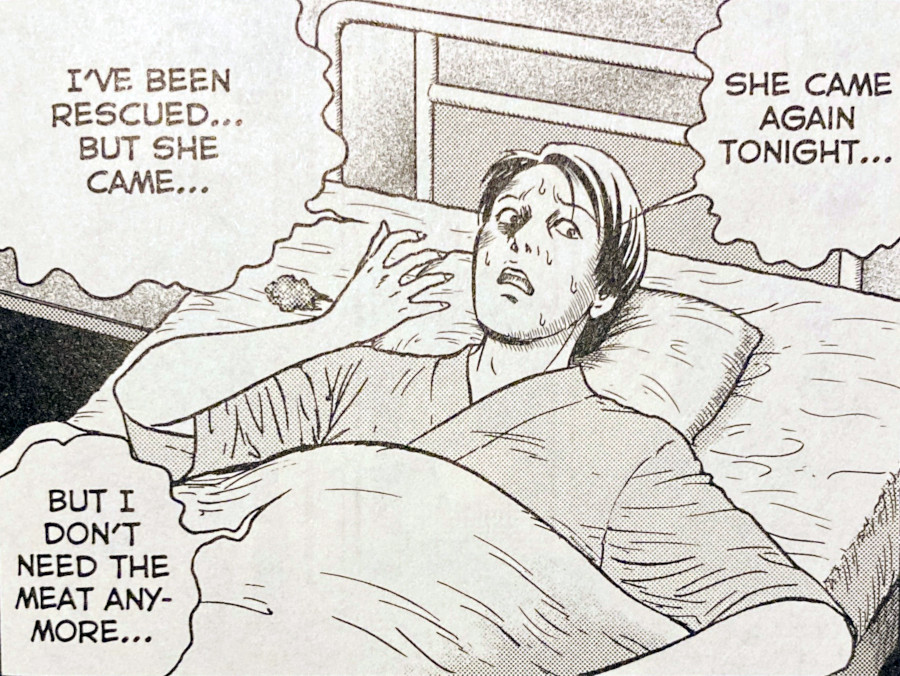 SHE CAME
AGAIN
TONIGHT...
I'VE BEEN
RESCUED...
BUT SHE
CAME...
BUT I
DON'T
NEED THE
MEAT ANY-
MORE...